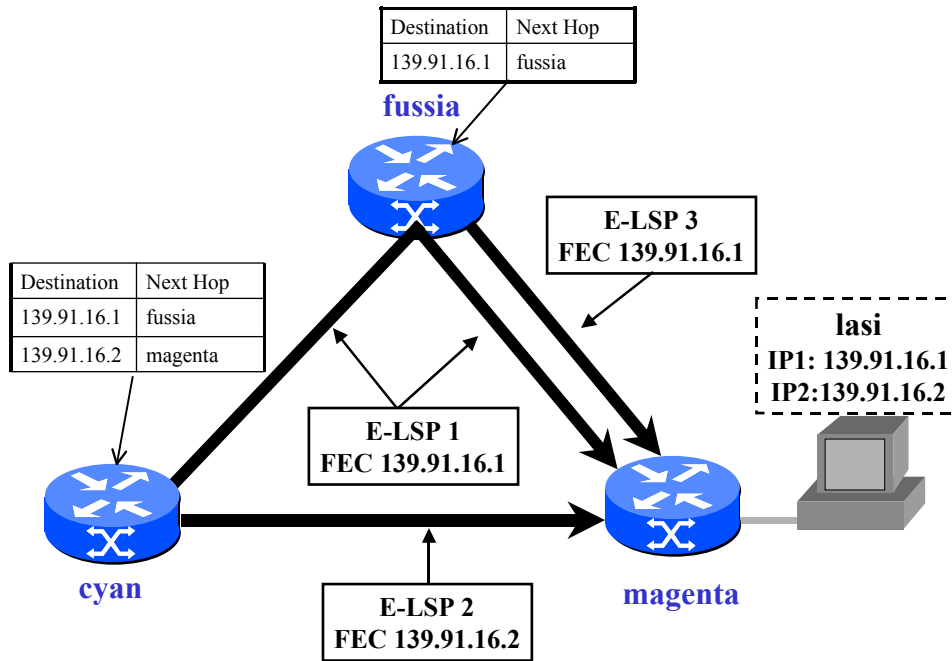 Destination Next Hop
139.91.16.1 fussia
fussia
E-LSP 3
FEC 139.91.16.1
Destination Next Hop
139.91.16.1 fussia
139.91.16.2 magenta
lasi
IP1: 139.91.16.1
IP2:139.91.16.2
E-LSP 1
FEC 139.91.16.1
cyan
magenta
E-LSP 2
FEC 139.91.16.2